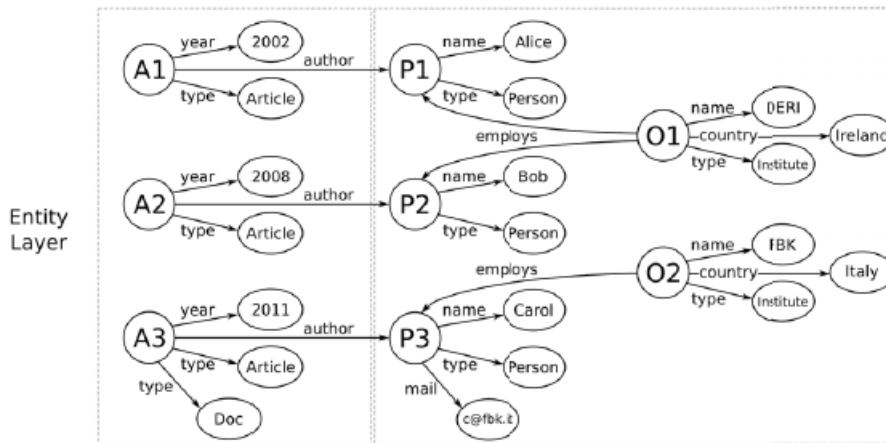 year 2002
A1 author
type Article
name Alice
P1
type Person
employs
name DERI
O1 country Ireland
type Institute
year 2008
A2 author
type Article
name Bob
P2
type Person
Entity
Layer
employs
name FBK
O2 country Italy
type Institute
year 2011
A3 author
type Article
type
Doc
name Carol
P3
type Person
mail
c@fbk.it